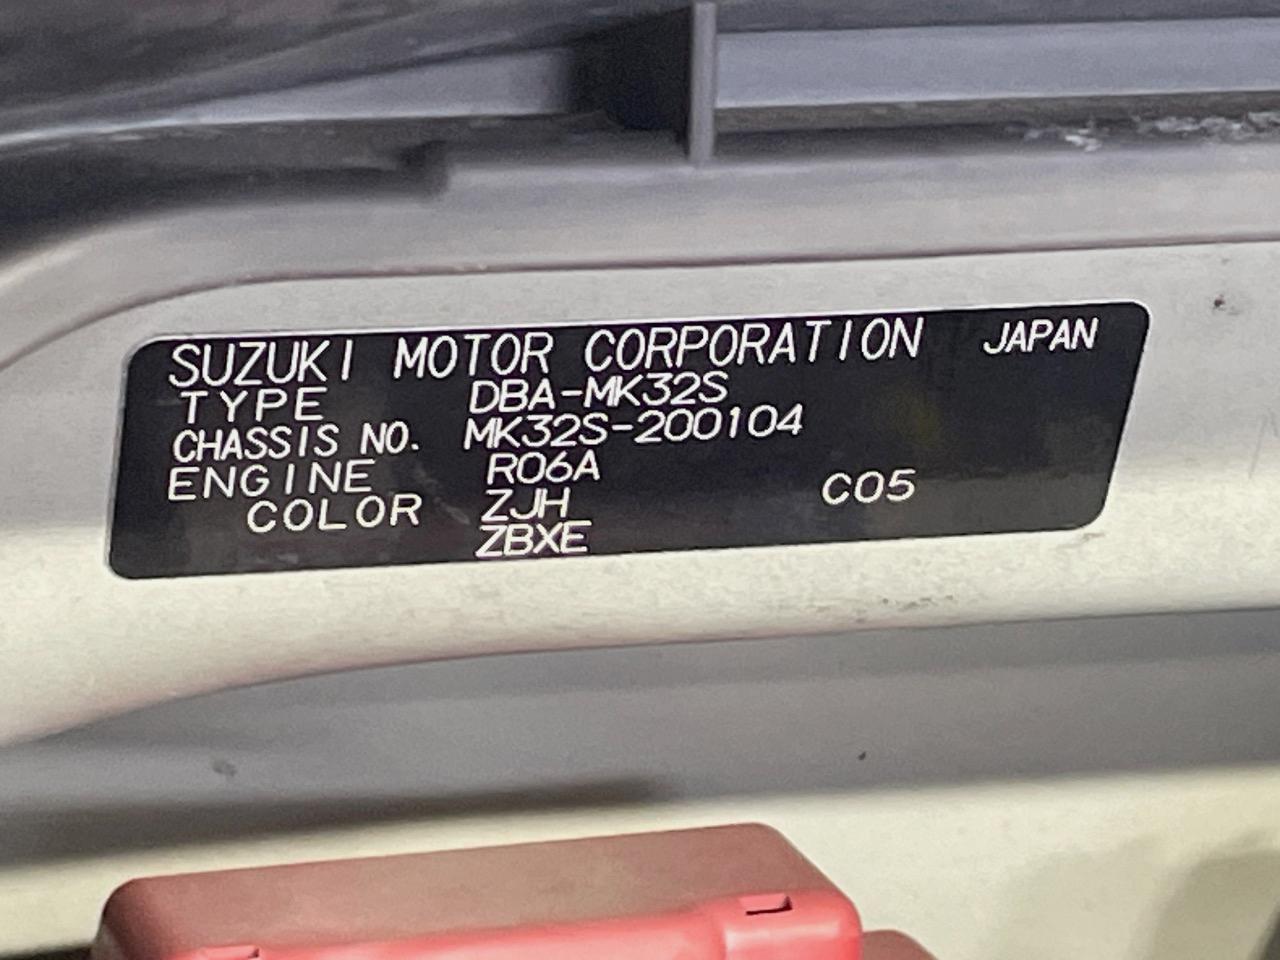 SUZUKI MOTOR CORPORATION JAPAN
TYPE DBA-MK32S
CHASSIS NO. MK32S-200104
ENGINE R06A
COLOR ZJH C05
ZBXE